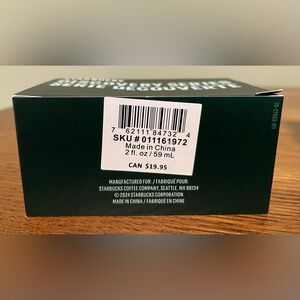 DISCOVERY SERIES
SÉRIE DÉCOUVERTE
7 62111 84732 4
SKU # 011161972
Made in China
2 fl. oz / 59 mL
CAN $19.95
MANUFACTURED FOR: / FABRIQUÉ POUR:
STARBUCKS COFFEE COMPANY, SEATTLE, WA 98134
© 2024 STARBUCKS CORPORATION
MADE IN CHINA / FABRIQUÉ EN CHINE